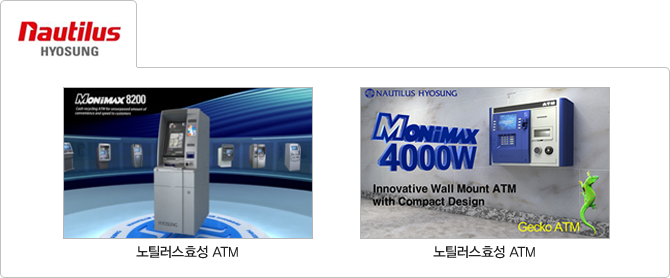 Nautilus
HYOSUNG
MONiMAX 8200
Cash recycling ATM for unsurpassed amount of
convenience and speed to customers
HYOSUNG
노틸러스효성 ATM
NAUTILUS HYOSUNG
ATM
MONiMAX
4000W
Innovative Wall Mount ATM
with Compact Design
Gecko ATM
노틸러스효성 ATM